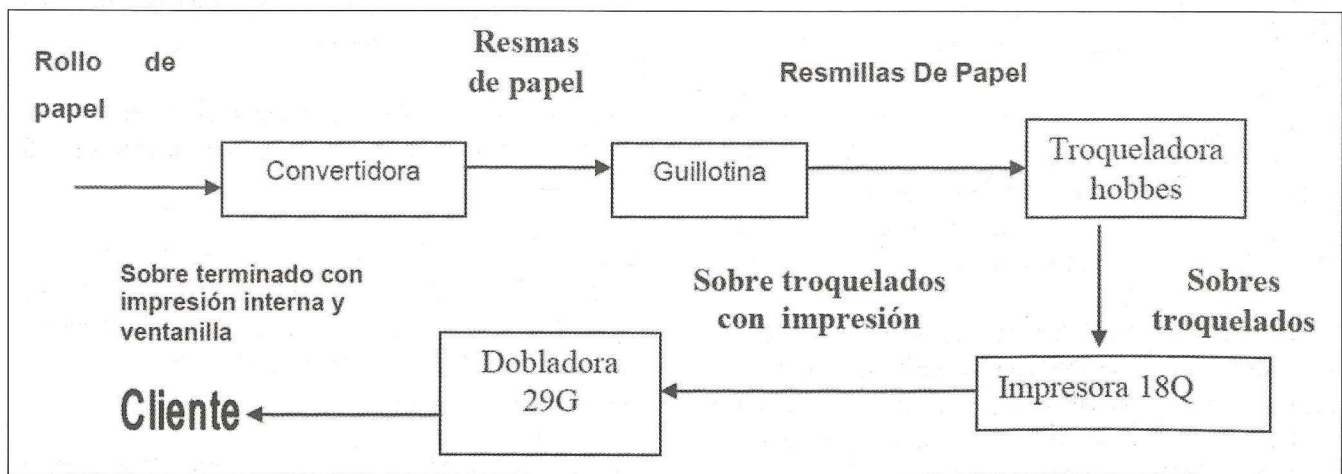 Rollo de
papel
Resmas
de papel
Resmillas De Papel
Convertidora
Guillotina
Troqueladora
hobbes
Sobres
troquelados
Impresora 18Q
Sobre troquelados
con impresión
Dobladora
29G
Sobre terminado con
impresión interna y
ventanilla
Cliente